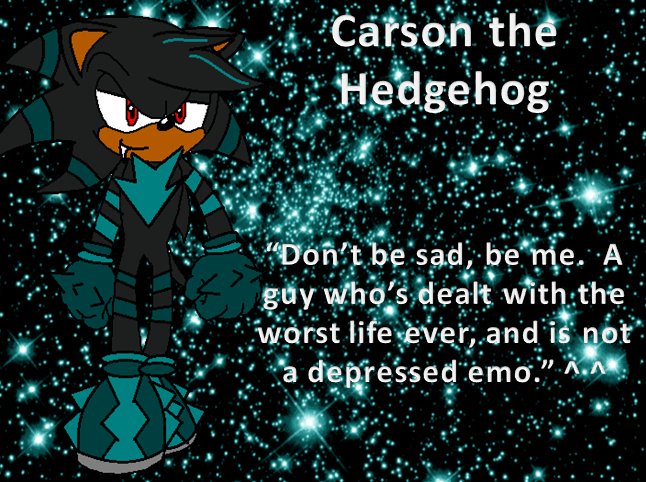 Carson the
Hedgehog
“Don’t be sad, be me.  A
guy who’s dealt with the
worst life ever, and is not
a depressed emo.” ^ ^